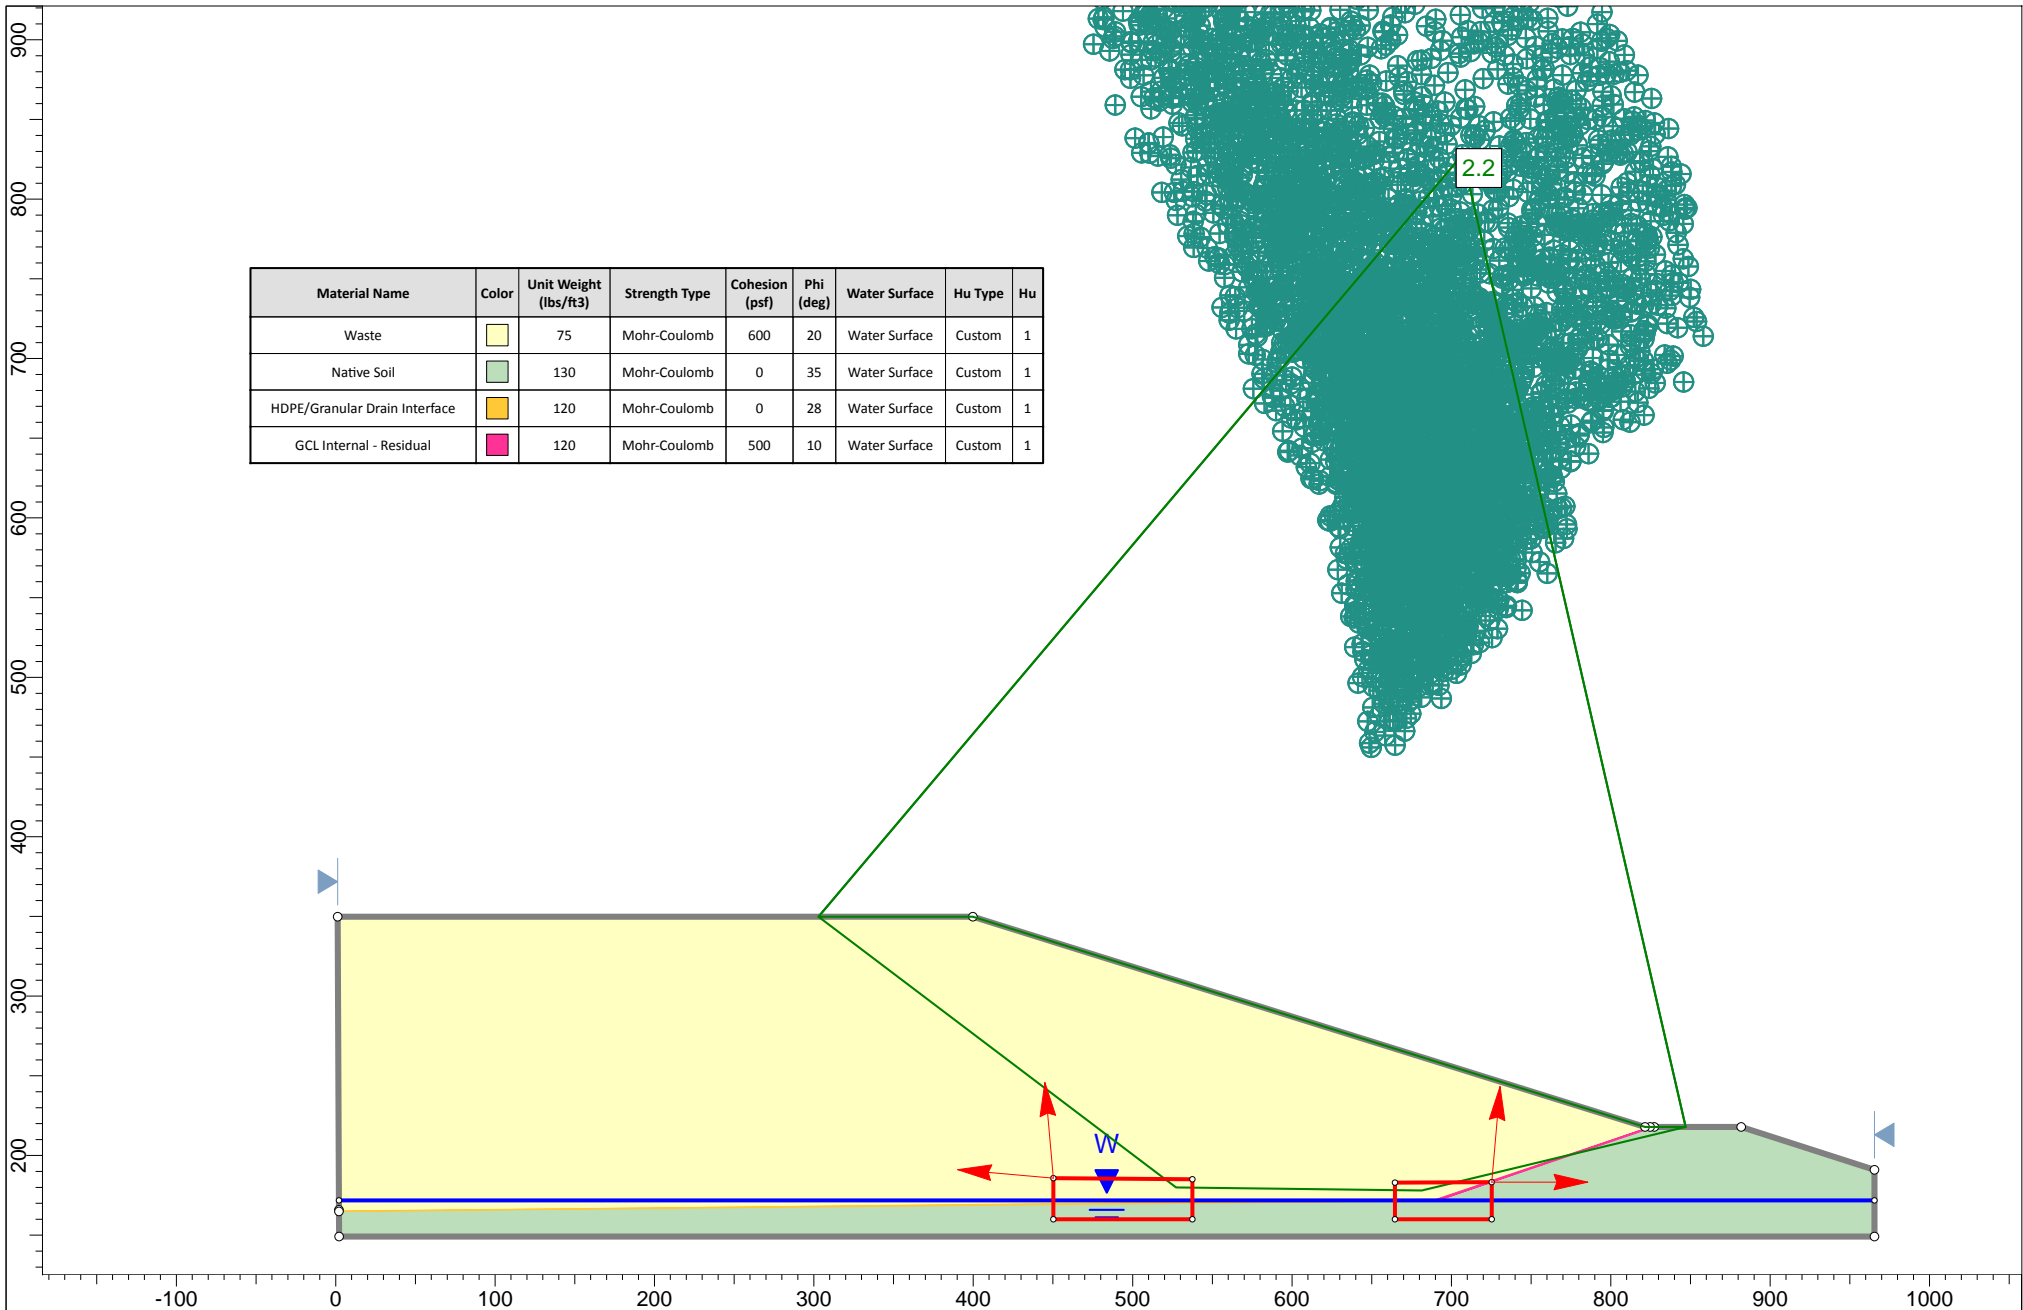 900
800
700
600
500
400
300
200
2.2
Material Name Color Unit Weight (lbs/ft3) Strength Type Cohesion (psf) Phi (deg) Water Surface Hu Type Hu
Waste 75 Mohr-Coulomb 600 20 Water Surface Custom 1
Native Soil 130 Mohr-Coulomb 0 35 Water Surface Custom 1
HDPE/Granular Drain Interface 120 Mohr-Coulomb 0 28 Water Surface Custom 1
GCL Internal - Residual 120 Mohr-Coulomb 500 10 Water Surface Custom 1
W
-100 0 100 200 300 400 500 600 700 800 900 1000